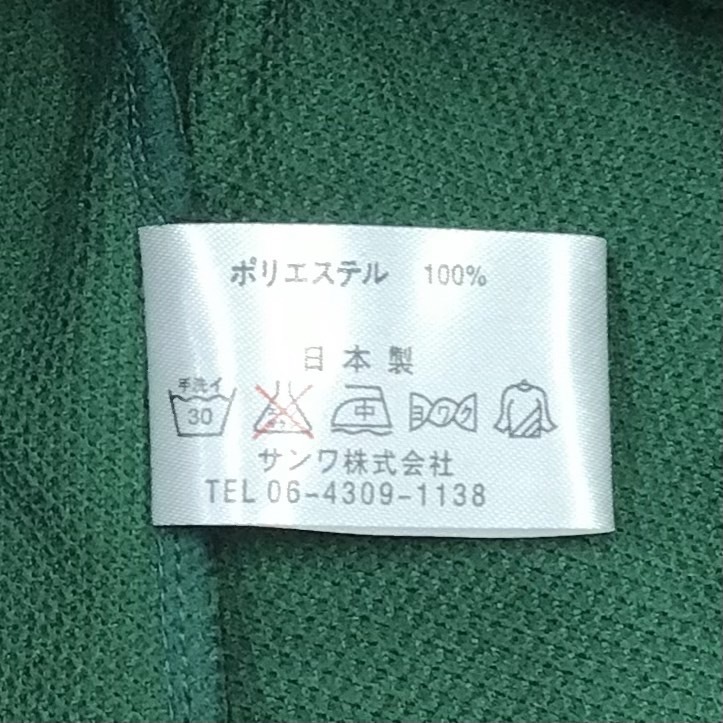 ポリエステル 100%
日本製
手洗イ 30 中 ヨワク
サンワ株式会社
TEL 06-4309-1138